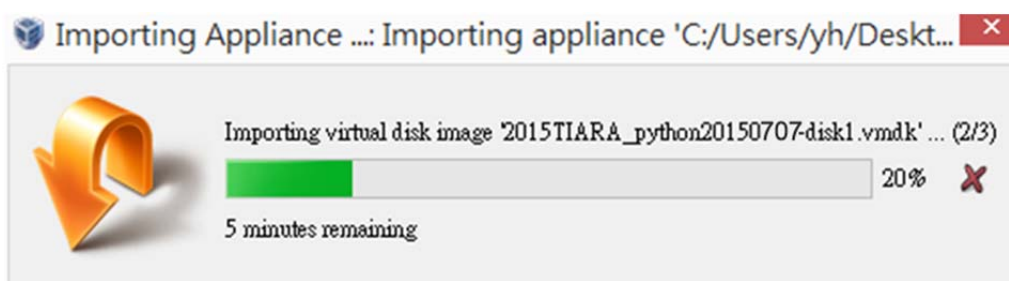 Importing Appliance ...: Importing appliance 'C:/Users/yh/Deskt...
Importing virtual disk image '2015TIARA_python20150707-disk1.vmdk' ... (2/3)
20%
5 minutes remaining